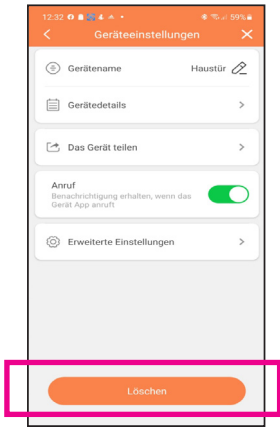 12:32 59%
Geräteeinstellungen
Gerätename Haustür
Gerätedetails
Das Gerät teilen
Anruf
Benachrichtigung erhalten, wenn das
Gerät App anruft
Erweiterte Einstellungen
Löschen